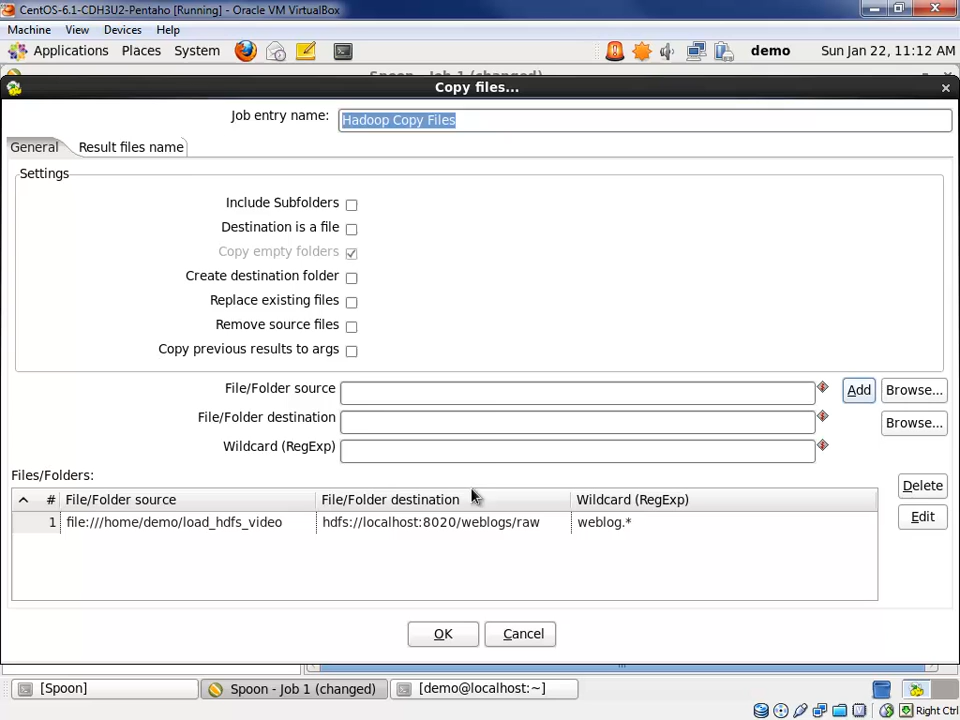 CentOS-6.1-CDH3U2-Pentaho [Running] - Oracle VM VirtualBox
Machine View Devices Help
Applications Places System demo Sun Jan 22, 11:12 AM
Spoon - Job 1 (changed)
Copy files...
Job entry name: Hadoop Copy Files
General Result files name
Settings
Include Subfolders
Destination is a file
Copy empty folders
Create destination folder
Replace existing files
Remove source files
Copy previous results to args
File/Folder source Add Browse...
File/Folder destination Browse...
Wildcard (RegExp)
Files/Folders:
# File/Folder source File/Folder destination Wildcard (RegExp) Delete
1 file:///home/demo/load_hdfs_video hdfs://localhost:8020/weblogs/raw weblog.* Edit
OK Cancel
[Spoon] Spoon - Job 1 (changed) [demo@localhost:~]
Right Ctrl